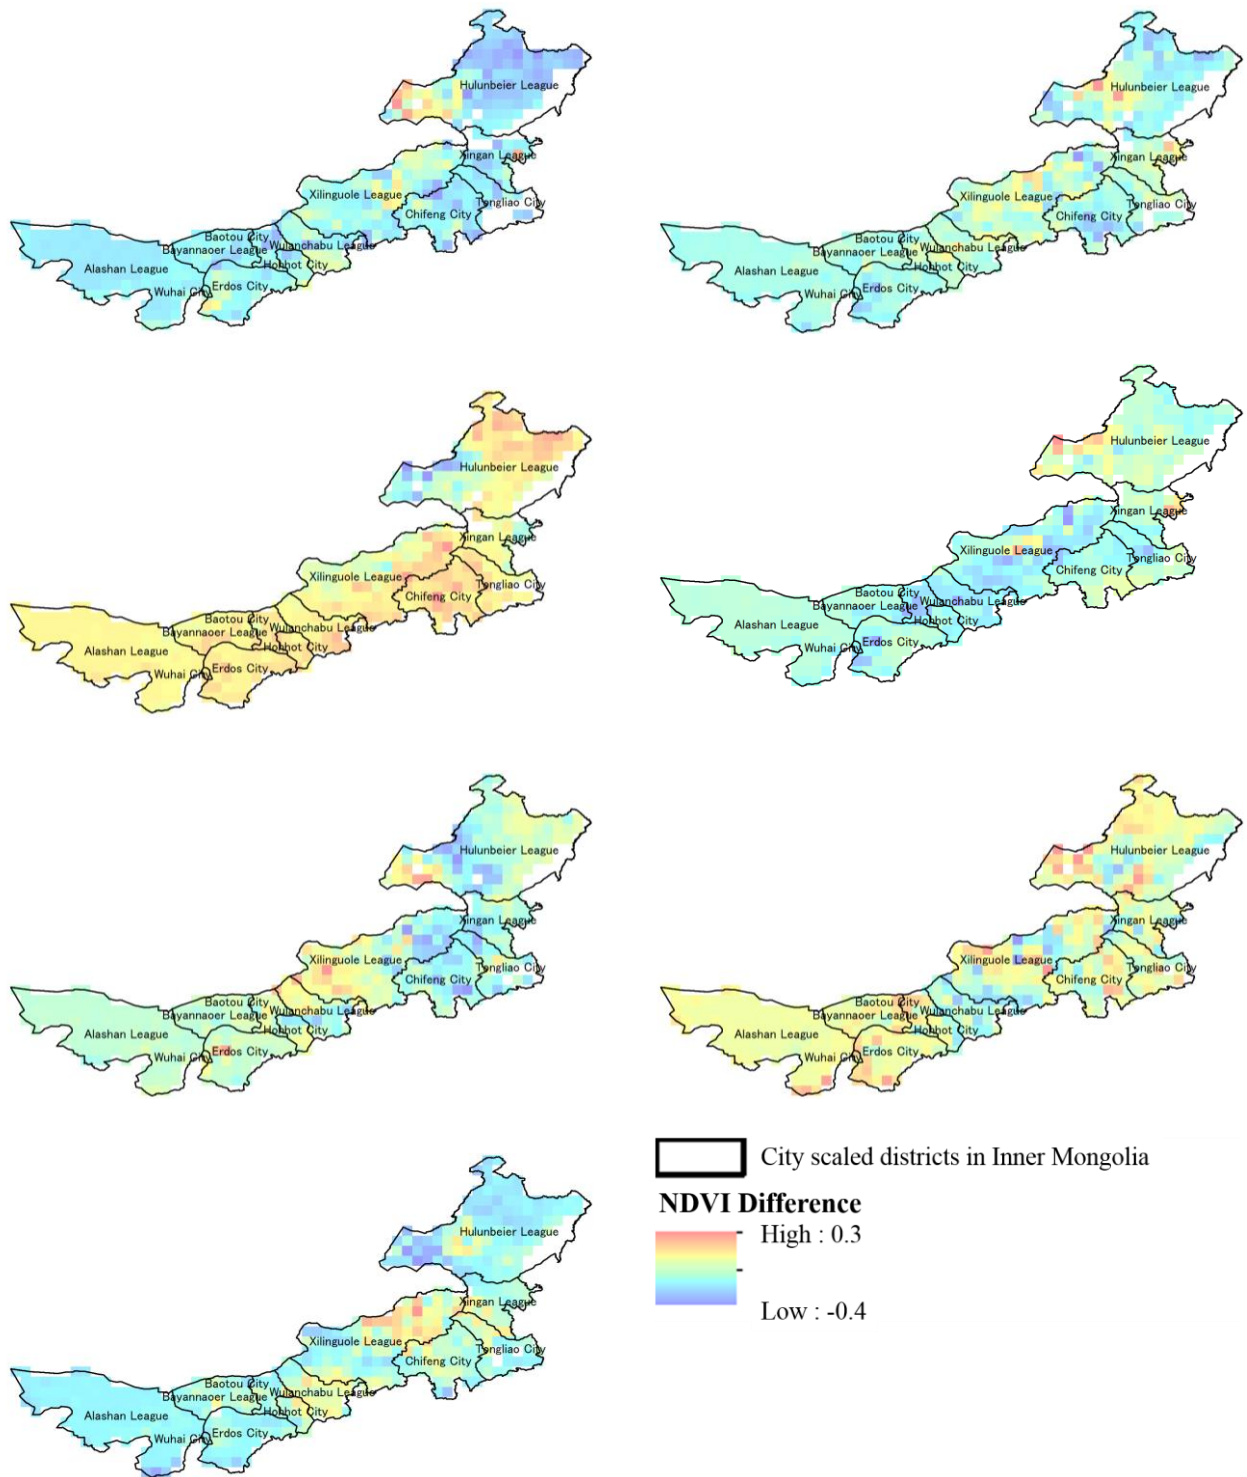 Hulunbeier League
Xingan League
Xilinguole League
Tongliao City
Chifeng City
Baotou City
Bayannaoer League
Wulanchabu League
Hohhot City
Alashan League
Erdos City
Wuhai City
Hulunbeier League
Xingan League
Xilinguole League
Tongliao City
Chifeng City
Baotou City
Bayannaoer League
Wulanchabu League
Hohhot City
Alashan League
Erdos City
Wuhai City
Hulunbeier League
Xingan League
Xilinguole League
Tongliao City
Chifeng City
Baotou City
Bayannaoer League
Wulanchabu League
Hohhot City
Alashan League
Erdos City
Wuhai City
Hulunbeier League
Xingan League
Xilinguole League
Tongliao City
Chifeng City
Baotou City
Bayannaoer League
Wulanchabu League
Hohhot City
Alashan League
Erdos City
Wuhai City
Hulunbeier League
Xingan League
Xilinguole League
Tongliao City
Chifeng City
Baotou City
Bayannaoer League
Wulanchabu League
Hohhot City
Alashan League
Erdos City
Wuhai City
Hulunbeier League
Xingan League
Xilinguole League
Tongliao City
Chifeng City
Baotou City
Bayannaoer League
Wulanchabu League
Hohhot City
Alashan League
Erdos City
Wuhai City
City scaled districts in Inner Mongolia
NDVI Difference
High : 0.3
Low : -0.4
Hulunbeier League
Xingan League
Xilinguole League
Tongliao City
Chifeng City
Baotou City
Bayannaoer League
Wulanchabu League
Hohhot City
Alashan League
Erdos City
Wuhai City